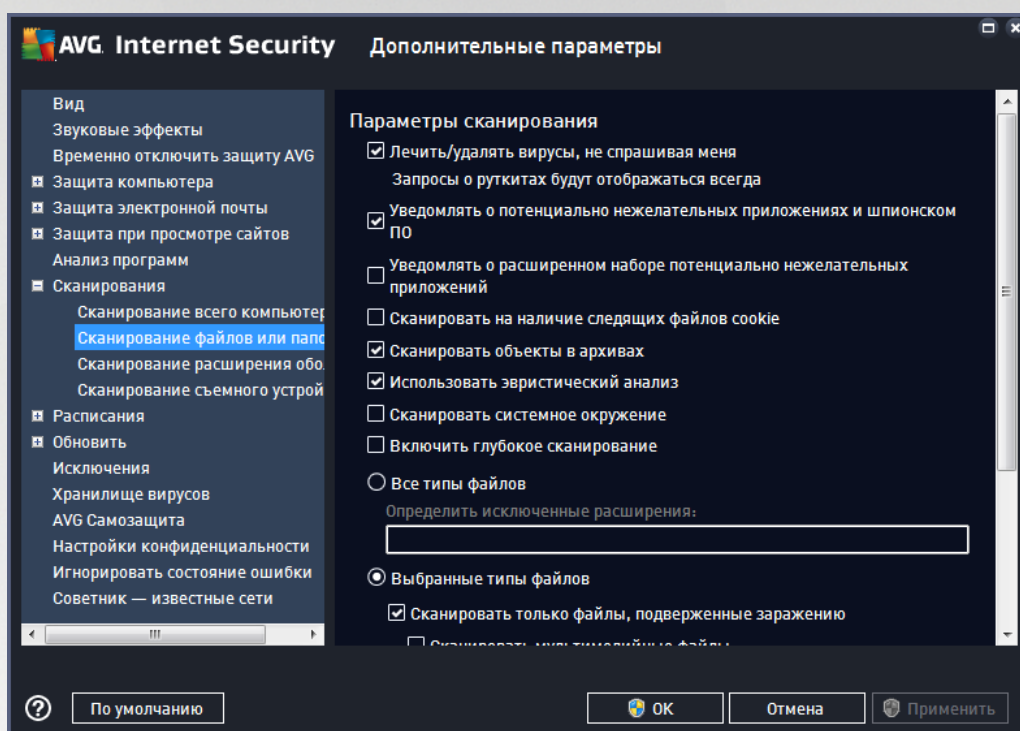 AVG Internet Security
Дополнительные параметры
Вид
Звуковые эффекты
Временно отключить защиту AVG
Защита компьютера
Защита электронной почты
Защита при просмотре сайтов
Анализ программ
Сканирования
Сканирование всего компьютер
Сканирование файлов или папо
Сканирование расширения обо
Сканирование съемного устрой
Расписания
Обновить
Исключения
Хранилище вирусов
AVG Самозащита
Настройки конфиденциальности
Игнорировать состояние ошибки
Советник — известные сети
Параметры сканирования
Лечить/удалять вирусы, не спрашивая меня
Запросы о руткитах будут отображаться всегда
Уведомлять о потенциально нежелательных приложениях и шпионском
ПО
Уведомлять о расширенном наборе потенциально нежелательных
приложений
Сканировать на наличие следящих файлов cookie
Сканировать объекты в архивах
Использовать эвристический анализ
Сканировать системное окружение
Включить глубокое сканирование
Все типы файлов
Определить исключенные расширения:
Выбранные типы файлов
Сканировать только файлы, подверженные заражению
Сканировать мультимедийные файлы
По умолчанию
OK
Отмена
Применить